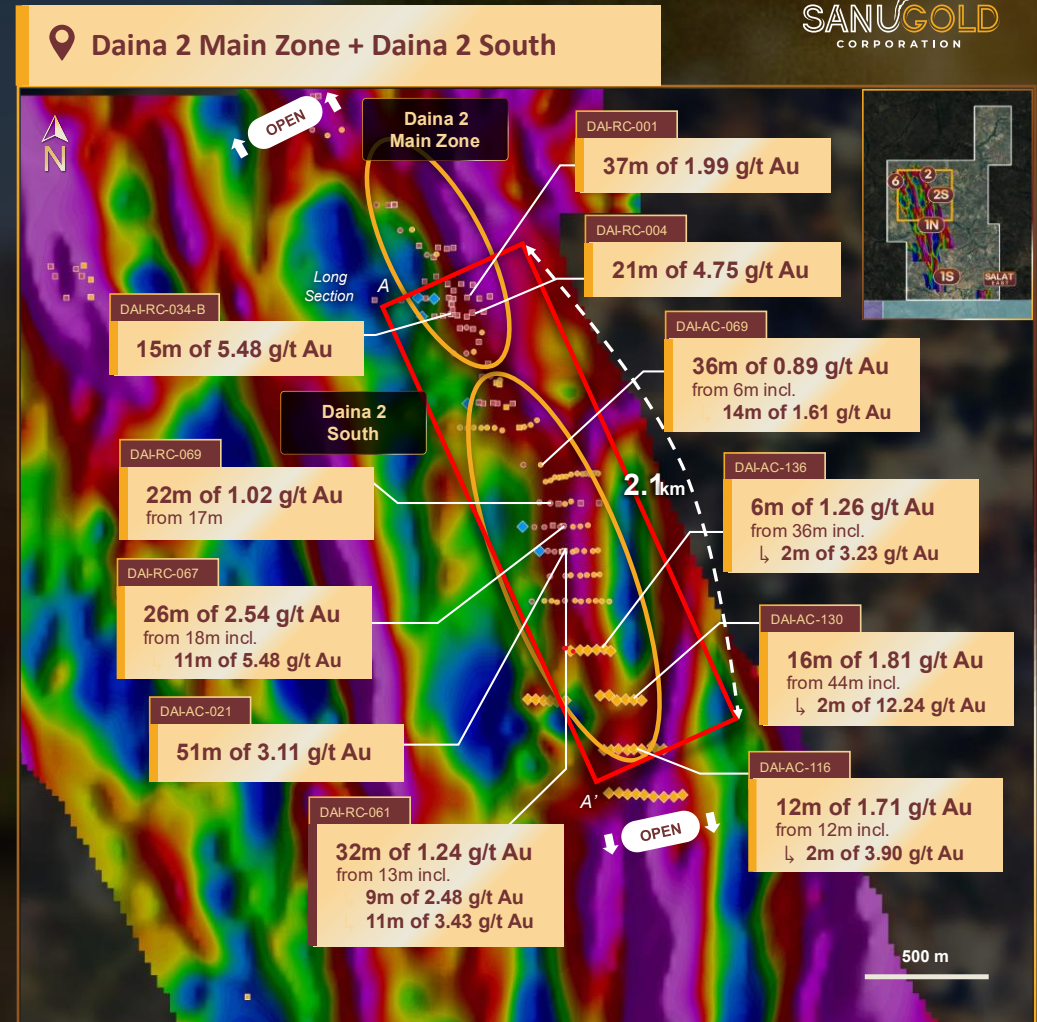 Daina 2 Main Zone + Daina 2 South
SANUGOLD
CORPORATION
OPEN
N
Daina 2
Main Zone
DAI-RC-001
37m of 1.99 g/t Au
6
2
2S
1N
1S
SALAT
EAST
DAI-RC-004
21m of 4.75 g/t Au
Long
Section
A
DAI-RC-034-B
15m of 5.48 g/t Au
DAI-AC-069
36m of 0.89 g/t Au
from 6m incl.
14m of 1.61 g/t Au
Daina 2
South
DAI-RC-069
22m of 1.02 g/t Au
from 17m
2.1km
DAI-AC-136
6m of 1.26 g/t Au
from 36m incl.
↳ 2m of 3.23 g/t Au
DAI-RC-067
26m of 2.54 g/t Au
from 18m incl.
11m of 5.48 g/t Au
DAI-AC-130
16m of 1.81 g/t Au
from 44m incl.
↳ 2m of 12.24 g/t Au
DAI-AC-021
51m of 3.11 g/t Au
DAI-AC-116
12m of 1.71 g/t Au
from 12m incl.
↳ 2m of 3.90 g/t Au
A'
OPEN
DAI-RC-061
32m of 1.24 g/t Au
from 13m incl.
9m of 2.48 g/t Au
11m of 3.43 g/t Au
500 m